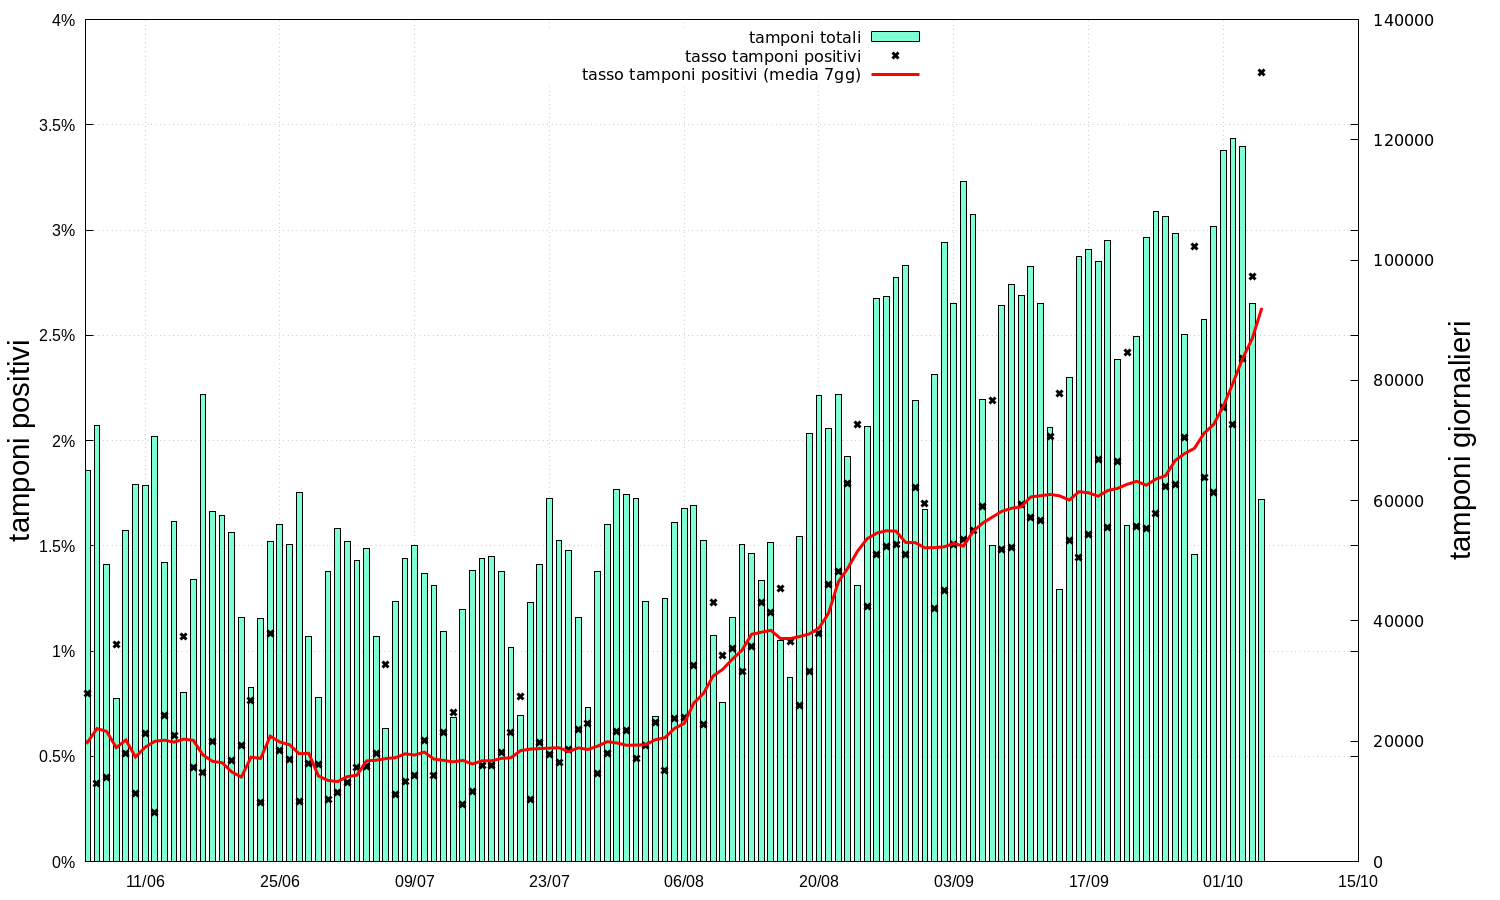 tamponi totali
tasso tamponi positivi
tasso tamponi positivi (media 7gg)
4%
3.5%
3%
2.5%
2%
1.5%
1%
0.5%
0%
140000
120000
100000
80000
60000
40000
20000
0
tamponi positivi
tamponi giornalieri
11/06 25/06 09/07 23/07 06/08 20/08 03/09 17/09 01/10 15/10